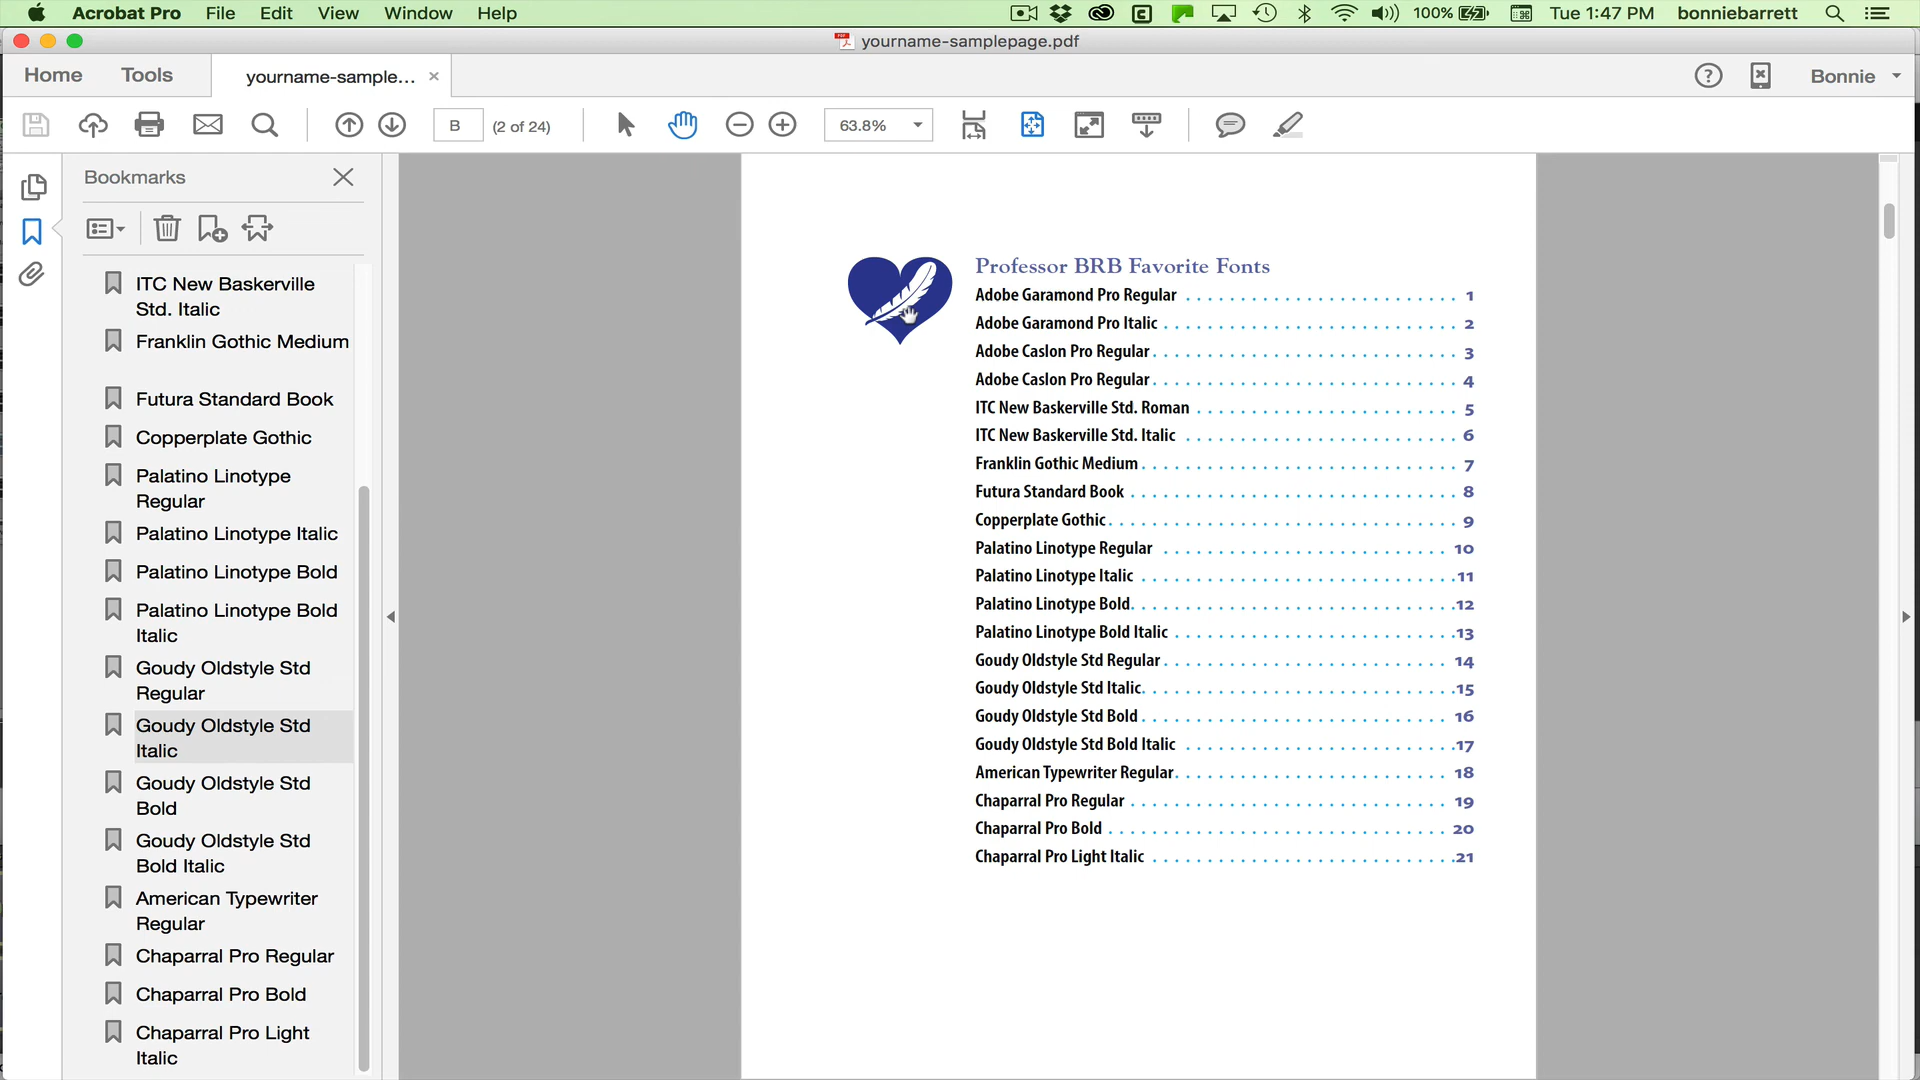 Acrobat Pro File Edit View Window Help 100% Tue 1:47 PM bonniebarrett
yourname-samplepage.pdf
Home Tools yourname-sample... × Bonnie
B (2 of 24) 63.8%
Bookmarks
ITC New Baskerville
Std. Italic
Franklin Gothic Medium
Futura Standard Book
Copperplate Gothic
Palatino Linotype
Regular
Palatino Linotype Italic
Palatino Linotype Bold
Palatino Linotype Bold
Italic
Goudy Oldstyle Std
Regular
Goudy Oldstyle Std
Italic
Goudy Oldstyle Std
Bold
Goudy Oldstyle Std
Bold Italic
American Typewriter
Regular
Chaparral Pro Regular
Chaparral Pro Bold
Chaparral Pro Light
Italic
Professor BRB Favorite Fonts
Adobe Garamond Pro Regular . . . . . . . . . . 1
Adobe Garamond Pro Italic . . . . . . . . . . 2
Adobe Caslon Pro Regular . . . . . . . . . . 3
Adobe Caslon Pro Regular . . . . . . . . . . 4
ITC New Baskerville Std. Roman . . . . . . . . . . 5
ITC New Baskerville Std. Italic . . . . . . . . . . 6
Franklin Gothic Medium . . . . . . . . . . 7
Futura Standard Book . . . . . . . . . . 8
Copperplate Gothic . . . . . . . . . . 9
Palatino Linotype Regular . . . . . . . . . . 10
Palatino Linotype Italic . . . . . . . . . . 11
Palatino Linotype Bold . . . . . . . . . . 12
Palatino Linotype Bold Italic . . . . . . . . . . 13
Goudy Oldstyle Std Regular . . . . . . . . . . 14
Goudy Oldstyle Std Italic . . . . . . . . . . 15
Goudy Oldstyle Std Bold . . . . . . . . . . 16
Goudy Oldstyle Std Bold Italic . . . . . . . . . . 17
American Typewriter Regular . . . . . . . . . . 18
Chaparral Pro Regular . . . . . . . . . . 19
Chaparral Pro Bold . . . . . . . . . . 20
Chaparral Pro Light Italic . . . . . . . . . . 21